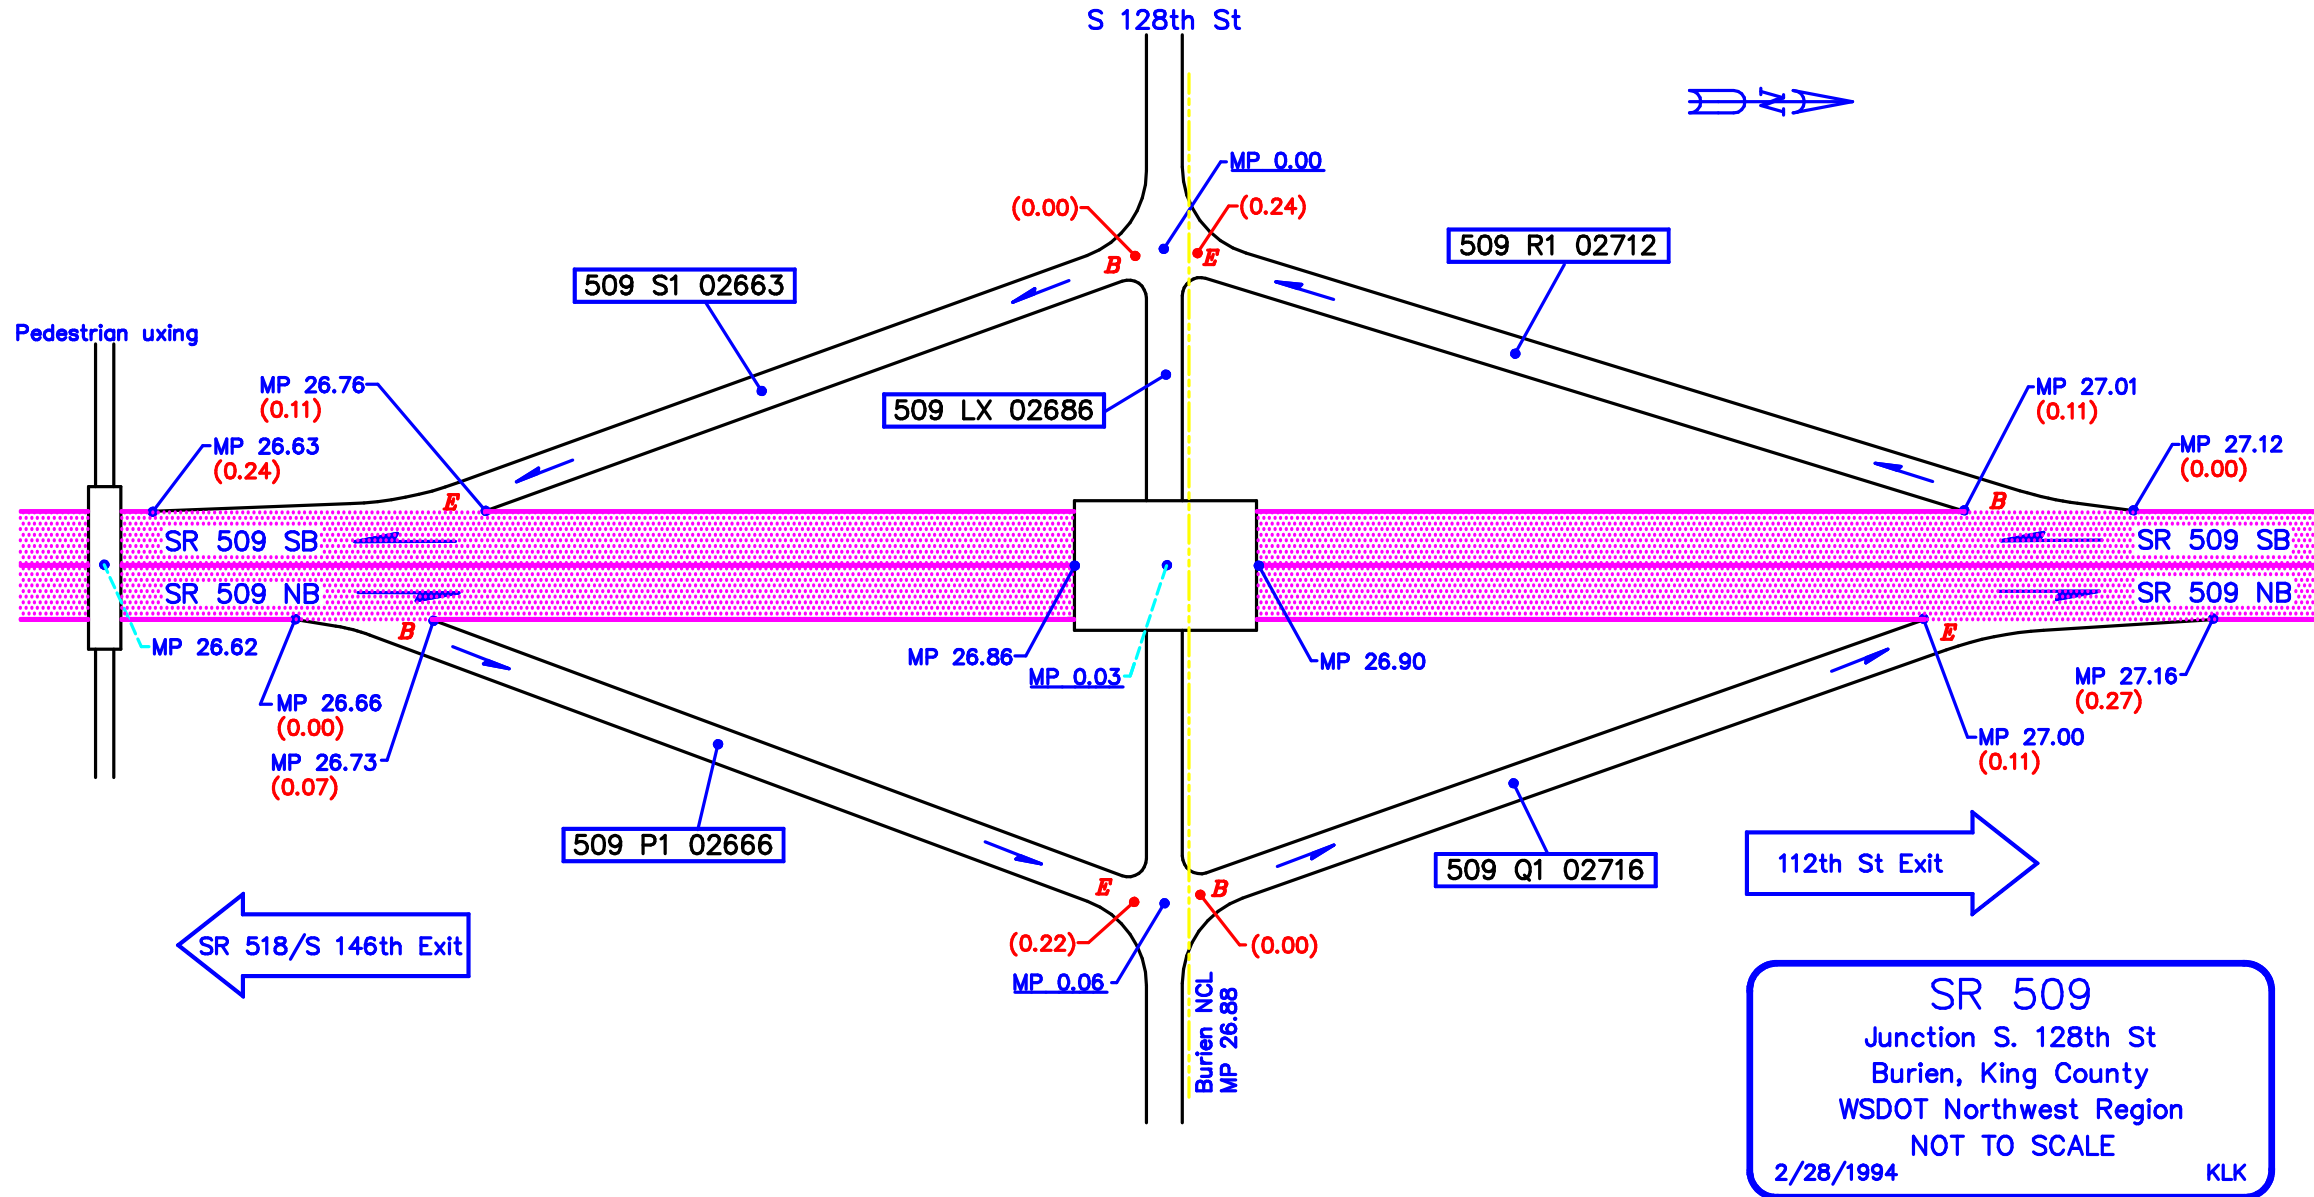 S 128th St
N
MP 0.00
(0.00)
(0.24)
B
E
509 R1 02712
509 S1 02663
Pedestrian uxing
MP 26.76
(0.11)
MP 26.63
(0.24)
509 LX 02686
MP 27.01
(0.11)
MP 27.12
(0.00)
E
B
SR 509 SB
SR 509 SB
SR 509 NB
SR 509 NB
B
E
MP 26.62
MP 26.86
MP 0.03
MP 26.90
MP 26.66
(0.00)
MP 26.73
(0.07)
MP 27.16
(0.27)
MP 27.00
(0.11)
509 P1 02666
509 Q1 02716
112th St Exit
E
B
(0.22)
(0.00)
SR 518/S 146th Exit
MP 0.06
Burien NCL
MP 26.88
SR 509
Junction S. 128th St
Burien, King County
WSDOT Northwest Region
NOT TO SCALE
2/28/1994 KLK